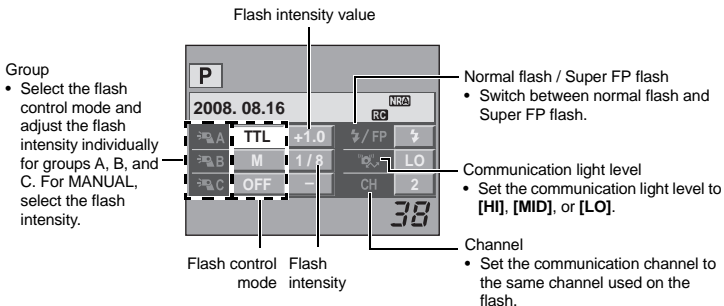 Flash intensity value
Group
• Select the flash
control mode and
adjust the flash
intensity individually
for groups A, B, and
C. For MANUAL,
select the flash
intensity.
P
2008. 08.16
RC
NR
A TTL +1.0 /FP
B M 1/8 LO
C OFF – CH 2
38
Flash control
mode
Flash
intensity
Normal flash / Super FP flash
• Switch between normal flash and
Super FP flash.
Communication light level
• Set the communication light level to
[HI], [MID], or [LO].
Channel
• Set the communication channel to
the same channel used on the
flash.